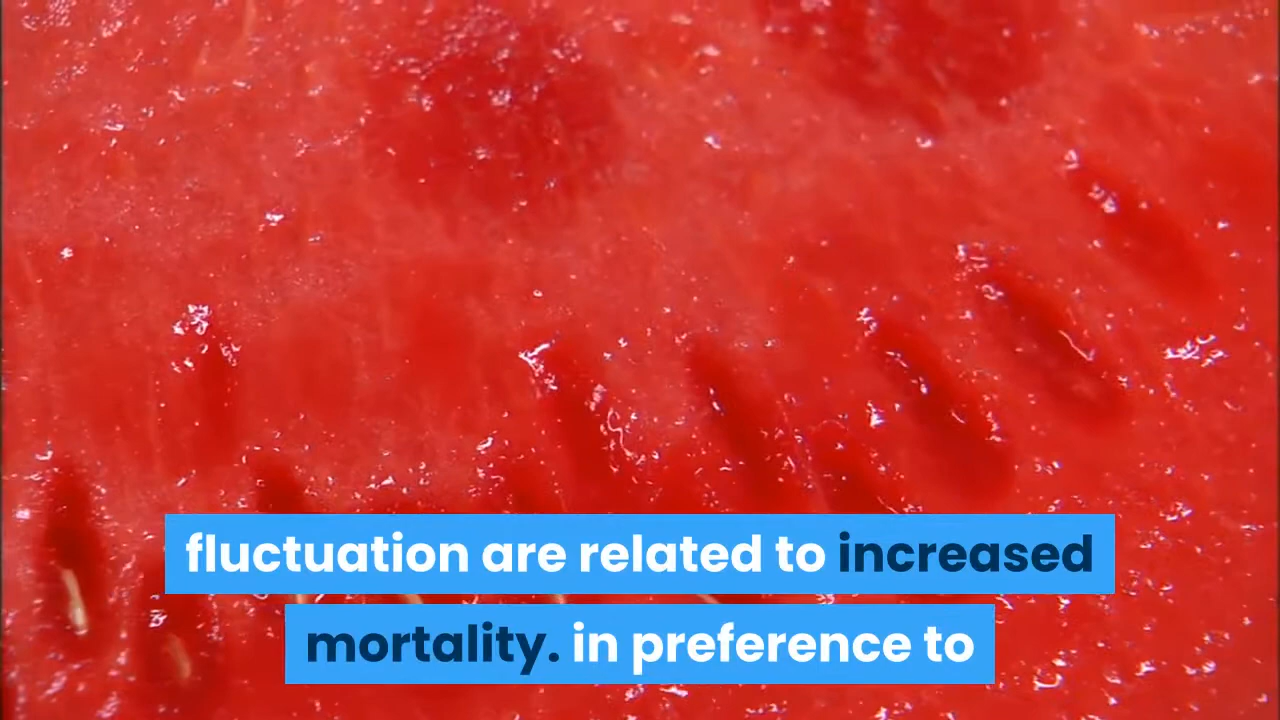 fluctuation are related to increased
mortality. in preference to